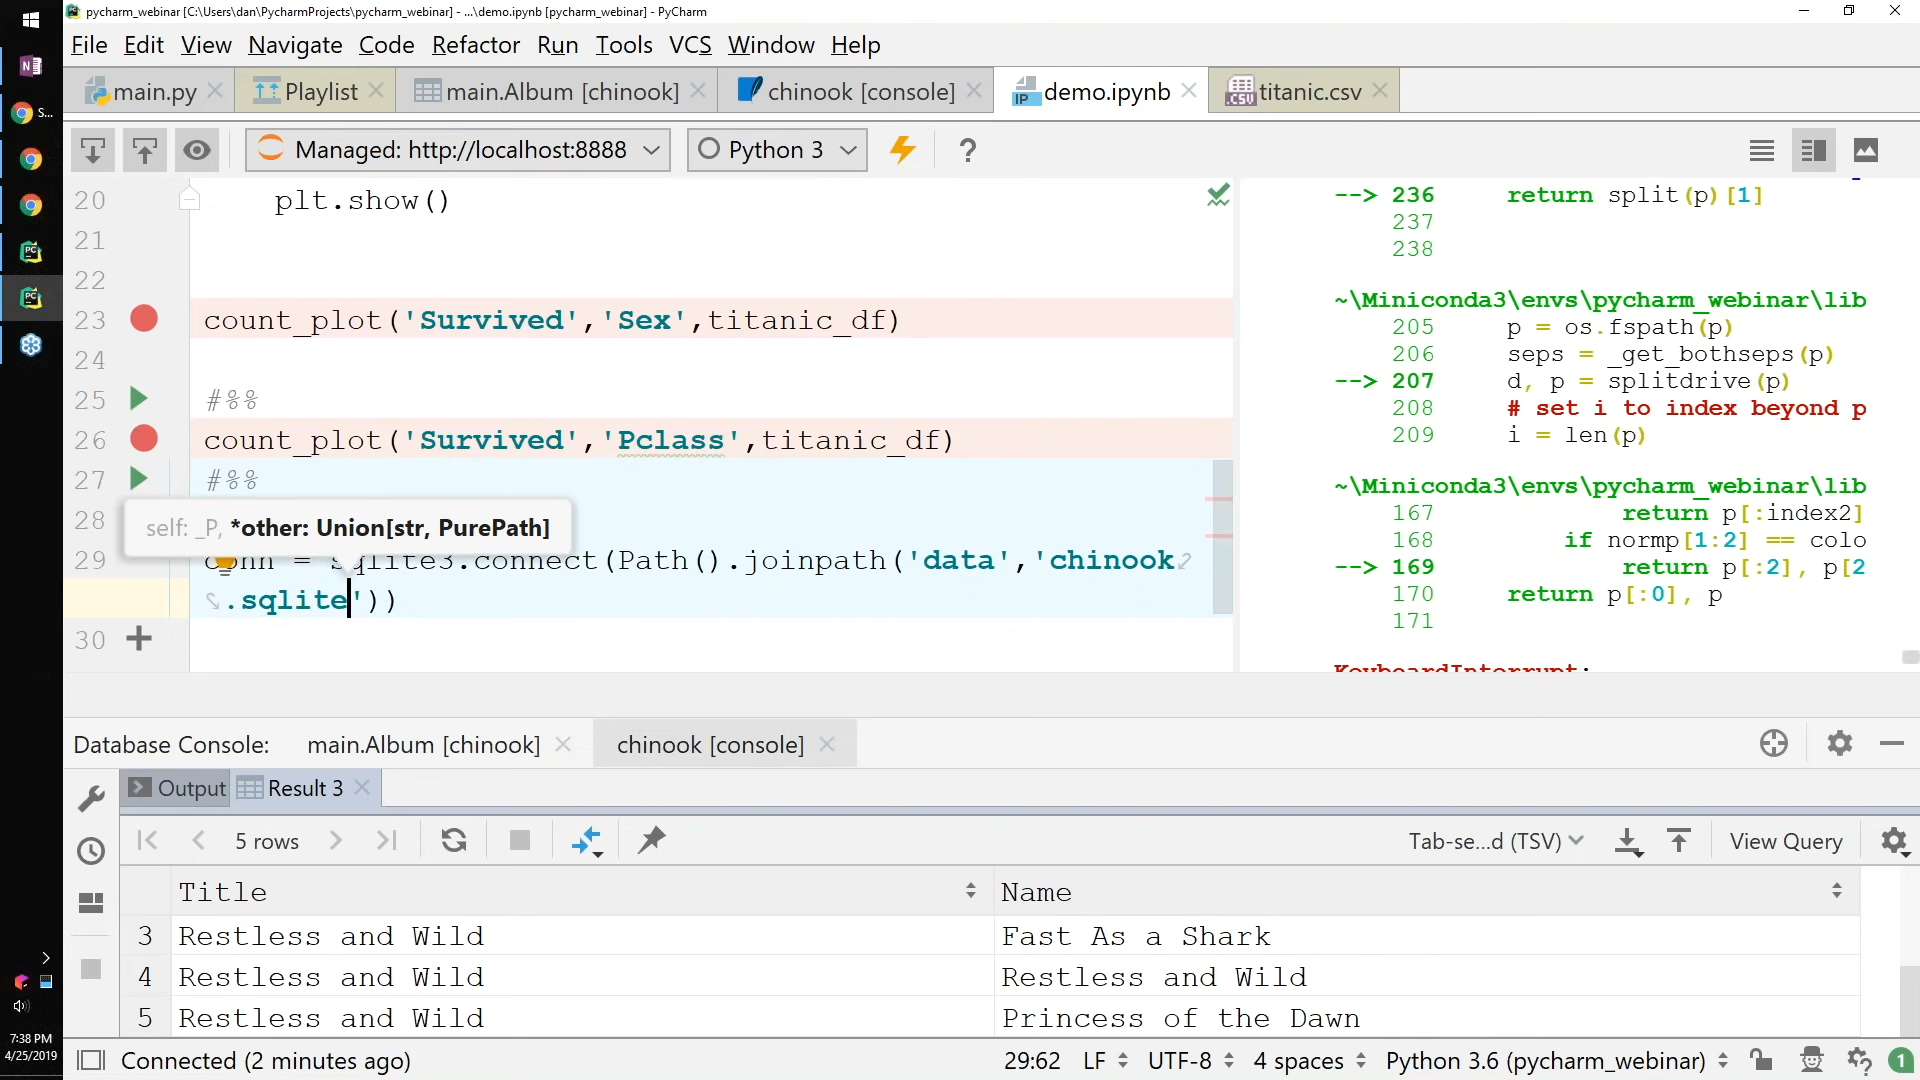 pycharm_webinar [C:\Users\dan\PycharmProjects\pycharm_webinar] - ...\demo.ipynb [pycharm_webinar] - PyCharm
File Edit View Navigate Code Refactor Run Tools VCS Window Help
main.py Playlist main.Album [chinook] chinook [console] demo.ipynb titanic.csv
Managed: http://localhost:8888 Python 3 ?
20 plt.show()
21
22
23 count_plot('Survived','Sex',titanic_df)
24
25 #%%
26 count_plot('Survived','Pclass',titanic_df)
27 #%%
28
self: _P, *other: Union[str, PurePath]
29 conn = sqlite3.connect(Path().joinpath('data','chinook
.sqlite'))
30
--> 236 return split(p)[1]
237
238
~\Miniconda3\envs\pycharm_webinar\lib
205 p = os.fspath(p)
206 seps = _get_bothseps(p)
--> 207 d, p = splitdrive(p)
208 # set i to index beyond p
209 i = len(p)
~\Miniconda3\envs\pycharm_webinar\lib
167 return p[:index2]
168 if normp[1:2] == colo
--> 169 return p[:2], p[2
170 return p[:0], p
171
KeyboardInterrupt:
Database Console: main.Album [chinook] chinook [console]
Output Result 3
5 rows Tab-se...d (TSV) View Query
Title Name
3 Restless and Wild Fast As a Shark
4 Restless and Wild Restless and Wild
5 Restless and Wild Princess of the Dawn
Connected (2 minutes ago) 29:62 LF UTF-8 4 spaces Python 3.6 (pycharm_webinar) 1
S...
7:38 PM
4/25/2019